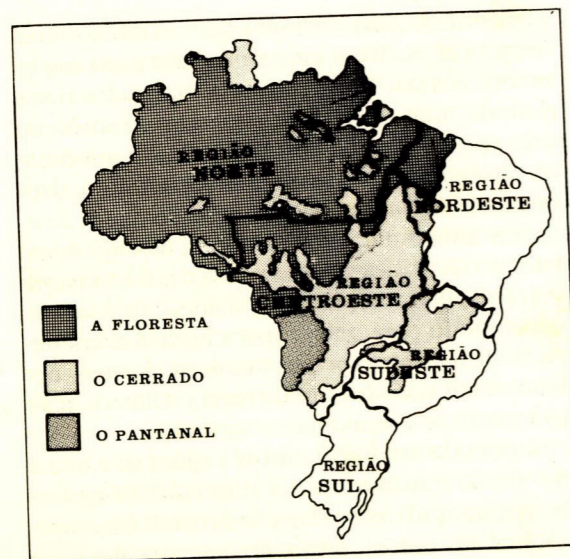 REGIÃO
NORTE
REGIÃO
NORDESTE
REGIÃO
CENTROESTE
A FLORESTA
O CERRADO
REGIÃO
SUDESTE
O PANTANAL
REGIÃO
SUL